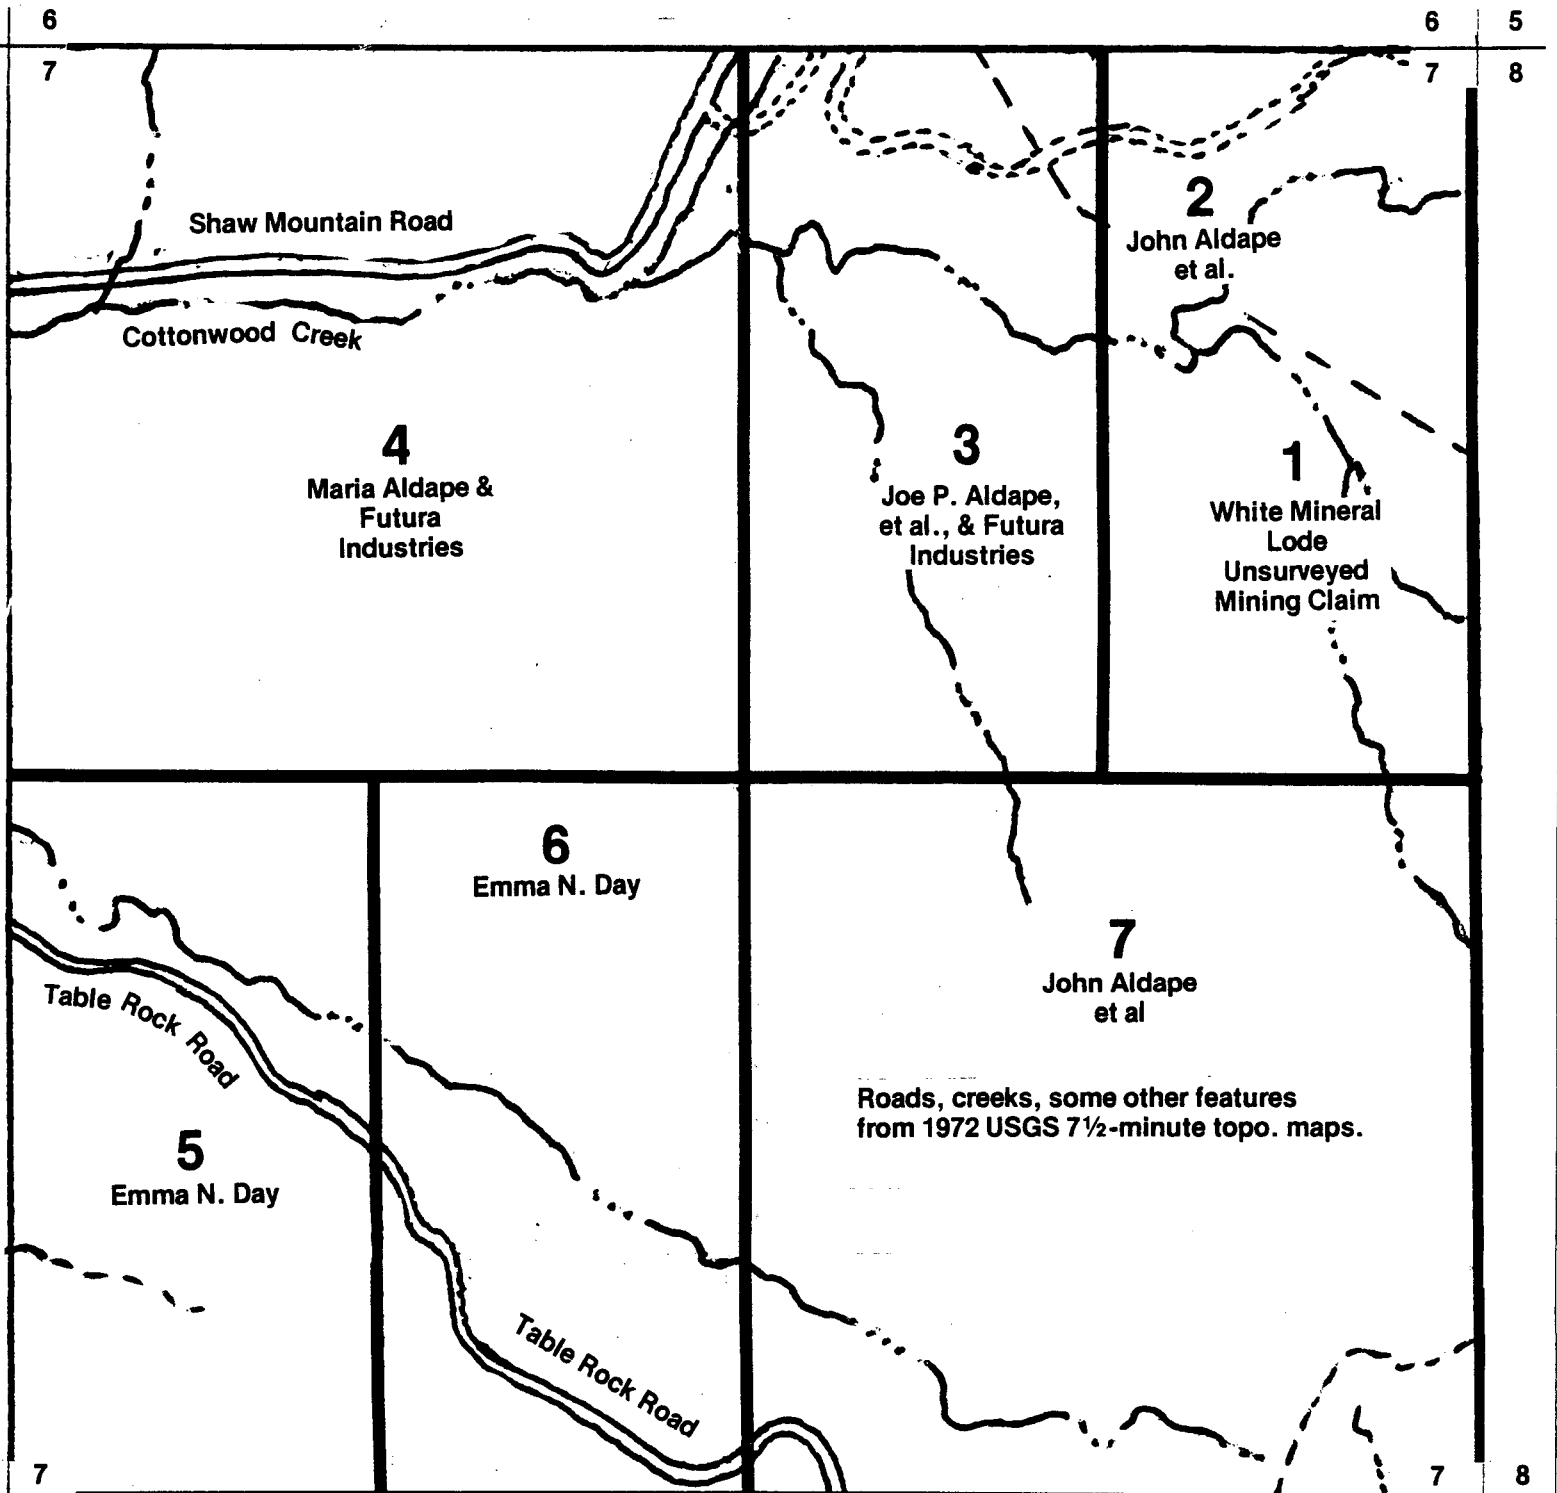 6
6 5
7
7 8
Shaw Mountain Road
Cottonwood Creek
2
John Aldape
et al.
4
Maria Aldape &
Futura
Industries
3
Joe P. Aldape,
et al., & Futura
Industries
1
White Mineral
Lode
Unsurveyed
Mining Claim
6
Emma N. Day
7
John Aldape
et al
Table Rock Road
Roads, creeks, some other features
from 1972 USGS 7½-minute topo. maps.
5
Emma N. Day
Table Rock Road
7
7 8